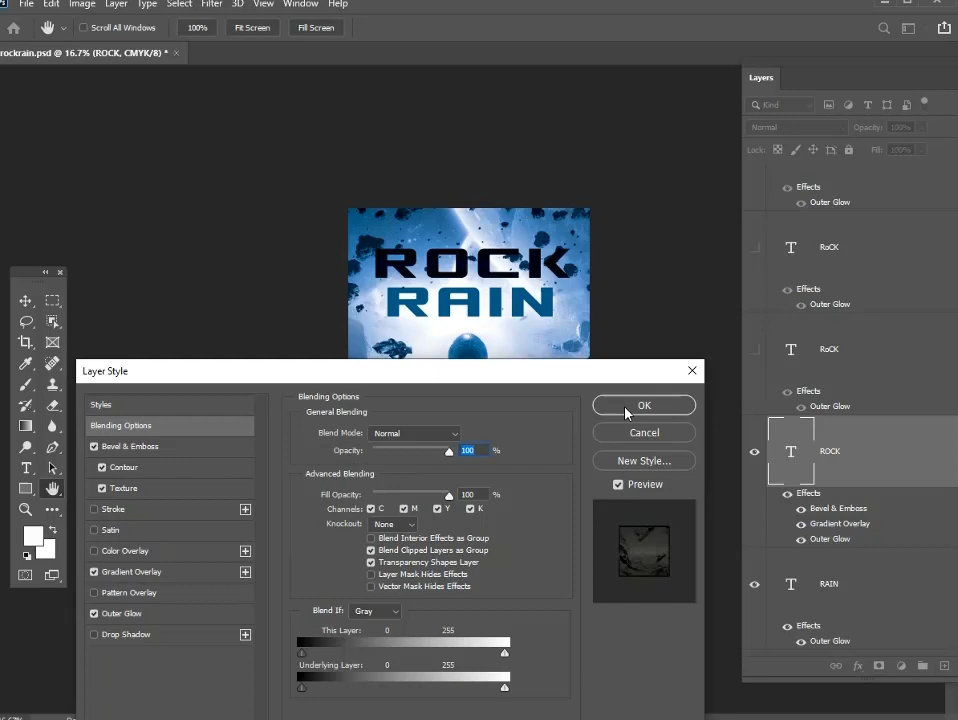 File Edit Image Layer Type Select Filter 3D View Window Help
Scroll All Windows 100% Fit Screen Fill Screen
rockrain.psd @ 16.7% (ROCK, CMYK/8) * ×
Layers
Kind
Normal Opacity: 100%
Lock: Fill: 100%
Effects
Outer Glow
T RoCK
Effects
Outer Glow
T RoCK
Effects
Outer Glow
T ROCK
Effects
Bevel & Emboss
Gradient Overlay
Outer Glow
T RAIN
Effects
Outer Glow
fx
ROCK
RAIN
Layer Style
Styles
Blending Options
Bevel & Emboss
Contour
Texture
Stroke
Satin
Color Overlay
Gradient Overlay
Pattern Overlay
Outer Glow
Drop Shadow
Blending Options
General Blending
Blend Mode: Normal
Opacity: 100 %
Advanced Blending
Fill Opacity: 100 %
Channels: C M Y K
Knockout: None
Blend Interior Effects as Group
Blend Clipped Layers as Group
Transparency Shapes Layer
Layer Mask Hides Effects
Vector Mask Hides Effects
Blend If: Gray
This Layer: 0 255
Underlying Layer: 0 255
OK
Cancel
New Style...
Preview